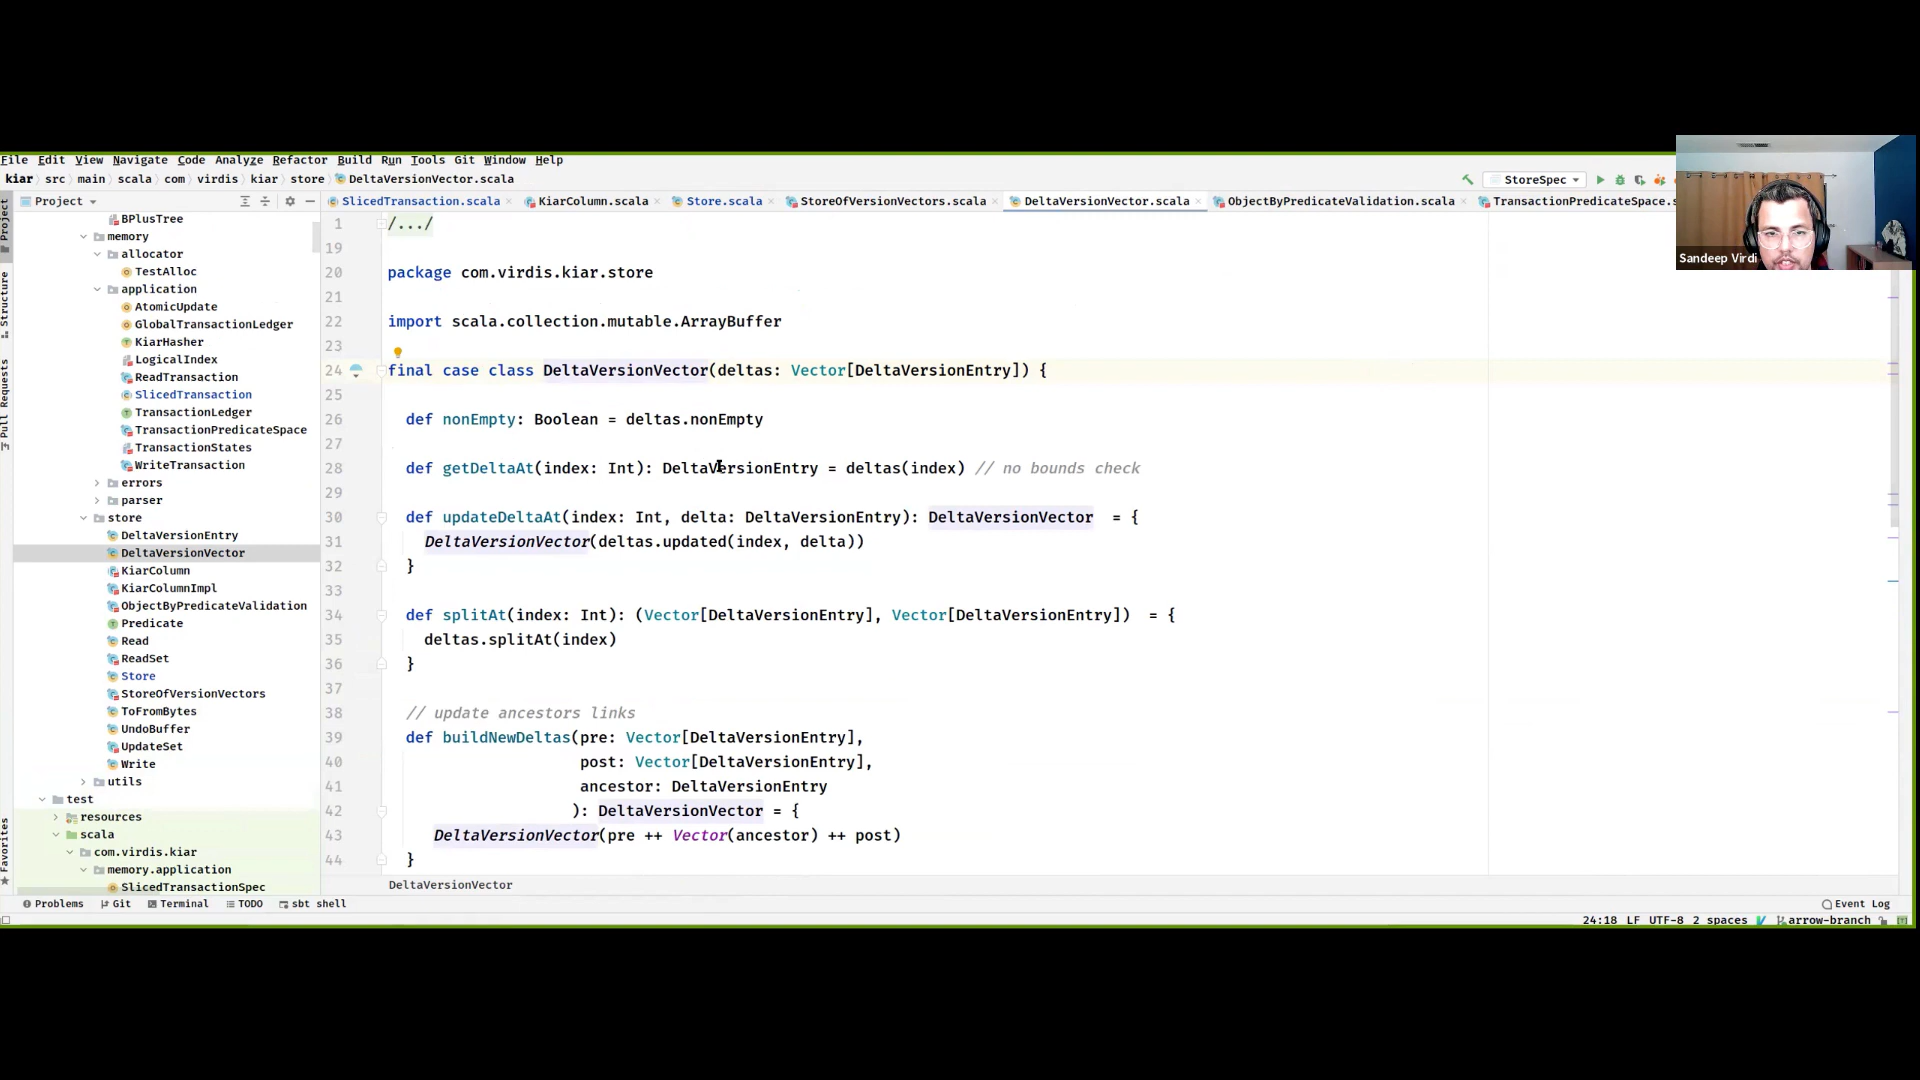 File Edit View Navigate Code Analyze Refactor Build Run Tools Git Window Help
kiar src main scala com virdis kiar store DeltaVersionVector.scala
StoreSpec
Sandeep Virdi
Project
SlicedTransaction.scala KiarColumn.scala Store.scala StoreOfVersionVectors.scala DeltaVersionVector.scala ObjectByPredicateValidation.scala TransactionPredicateSpace.s
Project
Structure
Pull Requests
Favorites
BPlusTree
memory
allocator
TestAlloc
application
AtomicUpdate
GlobalTransactionLedger
KiarHasher
LogicalIndex
ReadTransaction
SlicedTransaction
TransactionLedger
TransactionPredicateSpace
TransactionStates
WriteTransaction
errors
parser
store
DeltaVersionEntry
DeltaVersionVector
KiarColumn
KiarColumnImpl
ObjectByPredicateValidation
Predicate
Read
ReadSet
Store
StoreOfVersionVectors
ToFromBytes
UndoBuffer
UpdateSet
Write
utils
test
resources
scala
com.virdis.kiar
memory.application
SlicedTransactionSpec
1 /.../
19
20 package com.virdis.kiar.store
21
22 import scala.collection.mutable.ArrayBuffer
23
24 final case class DeltaVersionVector(deltas: Vector[DeltaVersionEntry]) {
25
26 def nonEmpty: Boolean = deltas.nonEmpty
27
28 def getDeltaAt(index: Int): DeltaVersionEntry = deltas(index) // no bounds check
29
30 def updateDeltaAt(index: Int, delta: DeltaVersionEntry): DeltaVersionVector = {
31 DeltaVersionVector(deltas.updated(index, delta))
32 }
33
34 def splitAt(index: Int): (Vector[DeltaVersionEntry], Vector[DeltaVersionEntry]) = {
35 deltas.splitAt(index)
36 }
37
38 // update ancestors links
39 def buildNewDeltas(pre: Vector[DeltaVersionEntry],
40 post: Vector[DeltaVersionEntry],
41 ancestor: DeltaVersionEntry
42 ): DeltaVersionVector = {
43 DeltaVersionVector(pre ++ Vector(ancestor) ++ post)
44 }
DeltaVersionVector
Problems Git Terminal TODO sbt shell Event Log
24:18 LF UTF-8 2 spaces arrow-branch